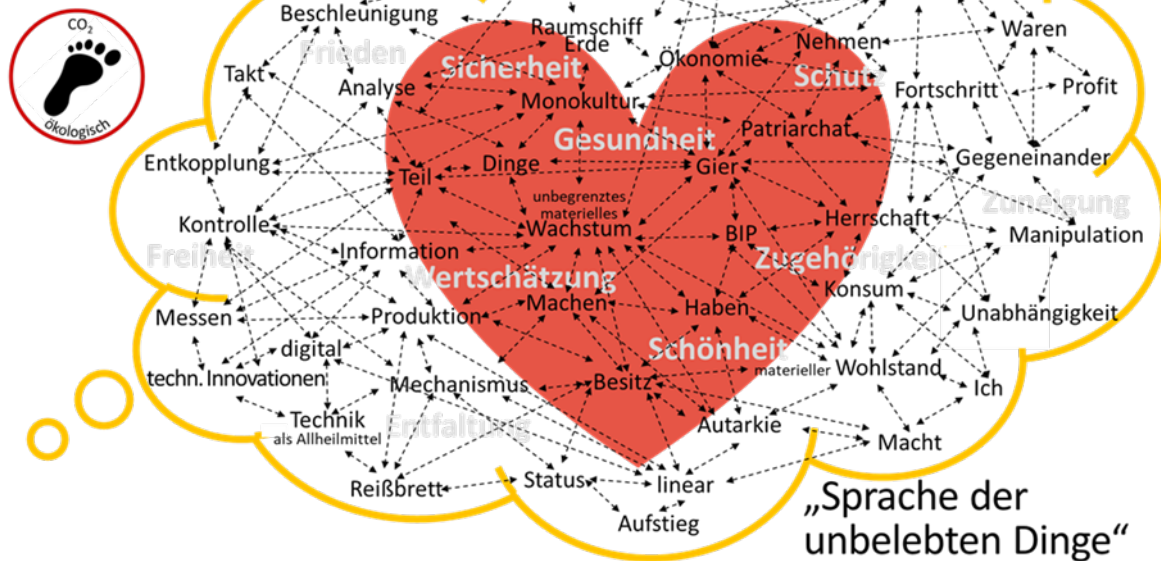 Beschleunigung
Raumschiff
Erde
Nehmen
Waren
CO2
Frieden
Sicherheit
Ökonomie
Schutz
Takt
Analyse
Monokultur
Fortschritt
Profit
ökologisch
Gesundheit
Patriarchat
Entkopplung
Teil
Dinge
Gier
Gegeneinander
unbegrenztes
materielles
Wachstum
Zuneigung
Kontrolle
BIP
Herrschaft
Manipulation
Freiheit
Information
Wertschätzung
Zugehörigkei
Machen
Haben
Konsum
Messen
Produktion
Unabhängigkeit
digital
Schönheit
techn. Innovationen
Mechanismus
Besitz
materieller Wohlstand
Ich
Technik
als Allheilmittel
Entfaltung
Autarkie
Macht
Reißbrett
Status
linear
Aufstieg
„Sprache der
unbelebten Dinge“